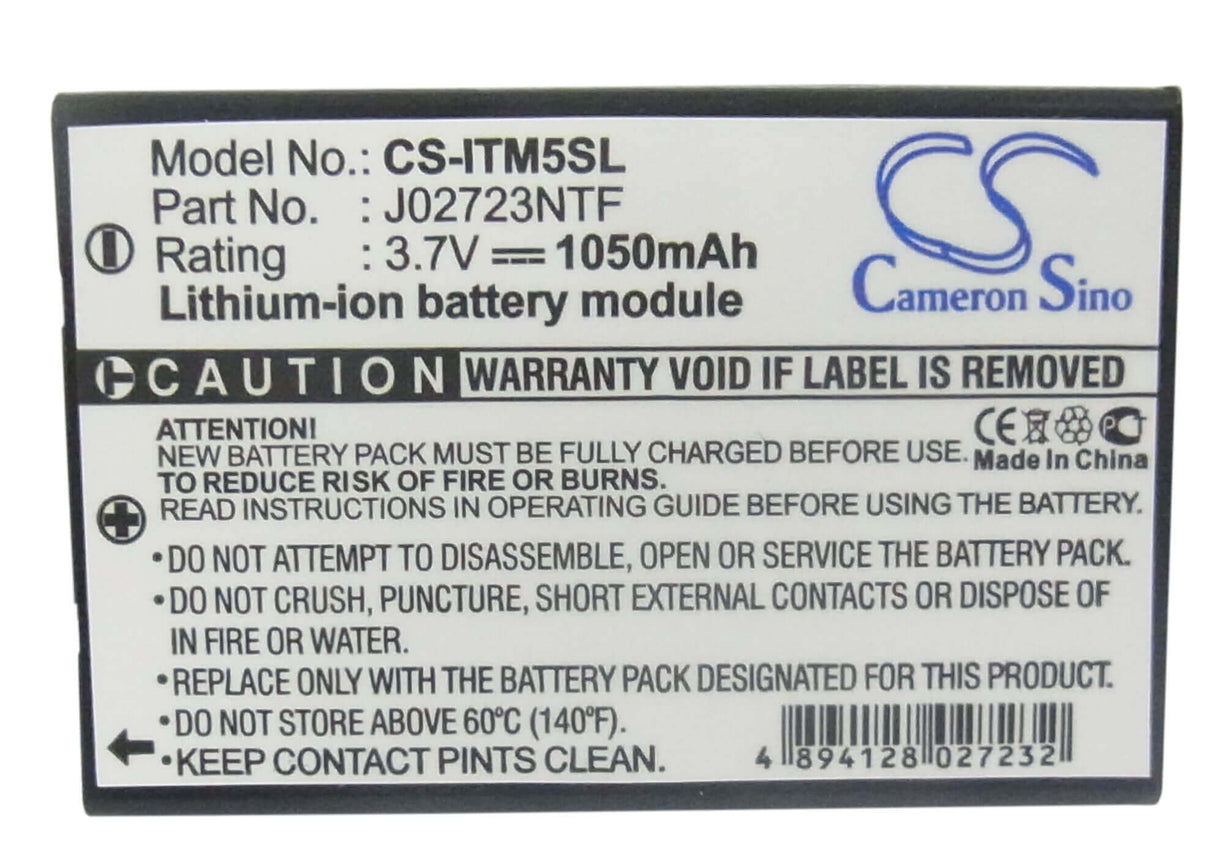 Model No.: CS-ITM5SL
Part No. : J02723NTF
Rating : 3.7V 1050mAh
Lithium-ion battery module
CS
Cameron Sino
CAUTION WARRANTY VOID IF LABEL IS REMOVED
ATTENTION!
NEW BATTERY PACK MUST BE FULLY CHARGED BEFORE USE.
TO REDUCE RISK OF FIRE OR BURNS.
READ INSTRUCTIONS IN OPERATING GUIDE BEFORE USING THE BATTERY.
CE PCT
Made In China
•DO NOT ATTEMPT TO DISASSEMBLE, OPEN OR SERVICE THE BATTERY PACK.
•DO NOT CRUSH, PUNCTURE, SHORT EXTERNAL CONTACTS OR DISPOSE OF
IN FIRE OR WATER.
•REPLACE ONLY WITH THE BATTERY PACK DESIGNATED FOR THIS PRODUCT.
•DO NOT STORE ABOVE 60°C (140°F).
•KEEP CONTACT PINTS CLEAN.
4 894128 027232